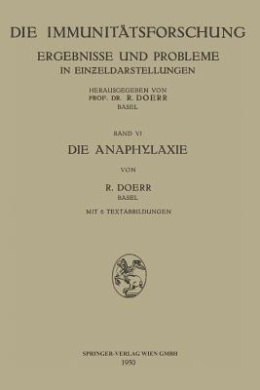 DIE IMMUNITÄTSFORSCHUNG
ERGEBNISSE UND PROBLEME
IN EINZELDARSTELLUNGEN
HERAUSGEGEBEN VON
PROF. DR. R. DOERR
BASEL
BAND VI
DIE ANAPHYLAXIE
VON
R. DOERR
BASEL
MIT 6 TEXTABBILDUNGEN
SPRINGER-VERLAG WIEN GMBH
1950